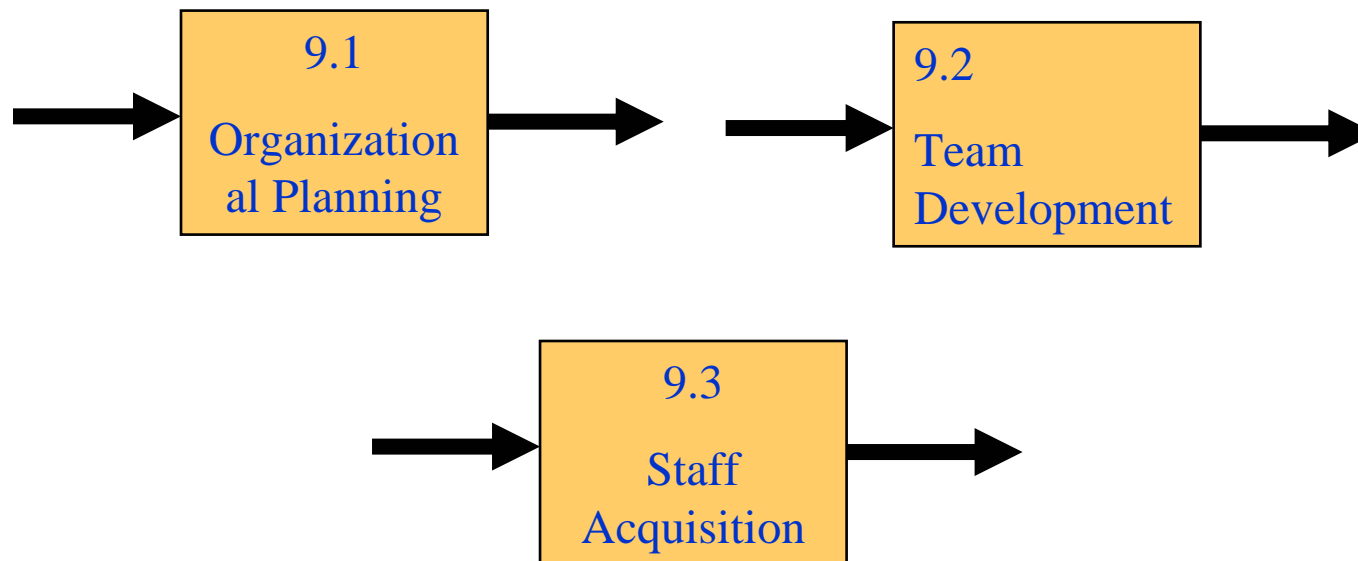 9.1
Organization
al Planning
9.2
Team
Development
9.3
Staff
Acquisition